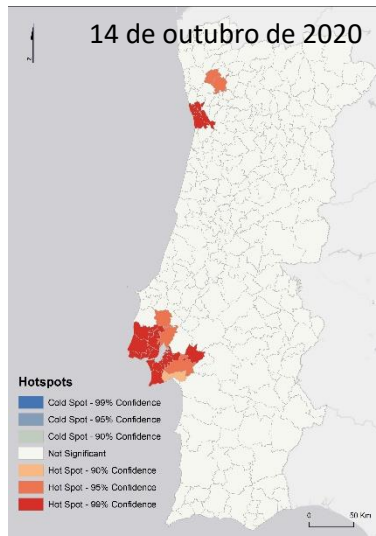 14 de outubro de 2020
Hotspots
Cold Spot - 99% Confidence
Cold Spot - 95% Confidence
Cold Spot - 90% Confidence
Not Significant
Hot Spot - 90% Confidence
Hot Spot - 95% Confidence
Hot Spot - 99% Confidence
0 50 Km